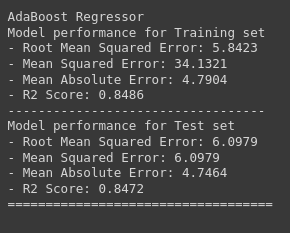 AdaBoost Regressor
Model performance for Training set
- Root Mean Squared Error: 5.8423
- Mean Squared Error: 34.1321
- Mean Absolute Error: 4.7904
- R2 Score: 0.8486
----------------------------------
Model performance for Test set
- Root Mean Squared Error: 6.0979
- Mean Squared Error: 6.0979
- Mean Absolute Error: 4.7464
- R2 Score: 0.8472
===================================